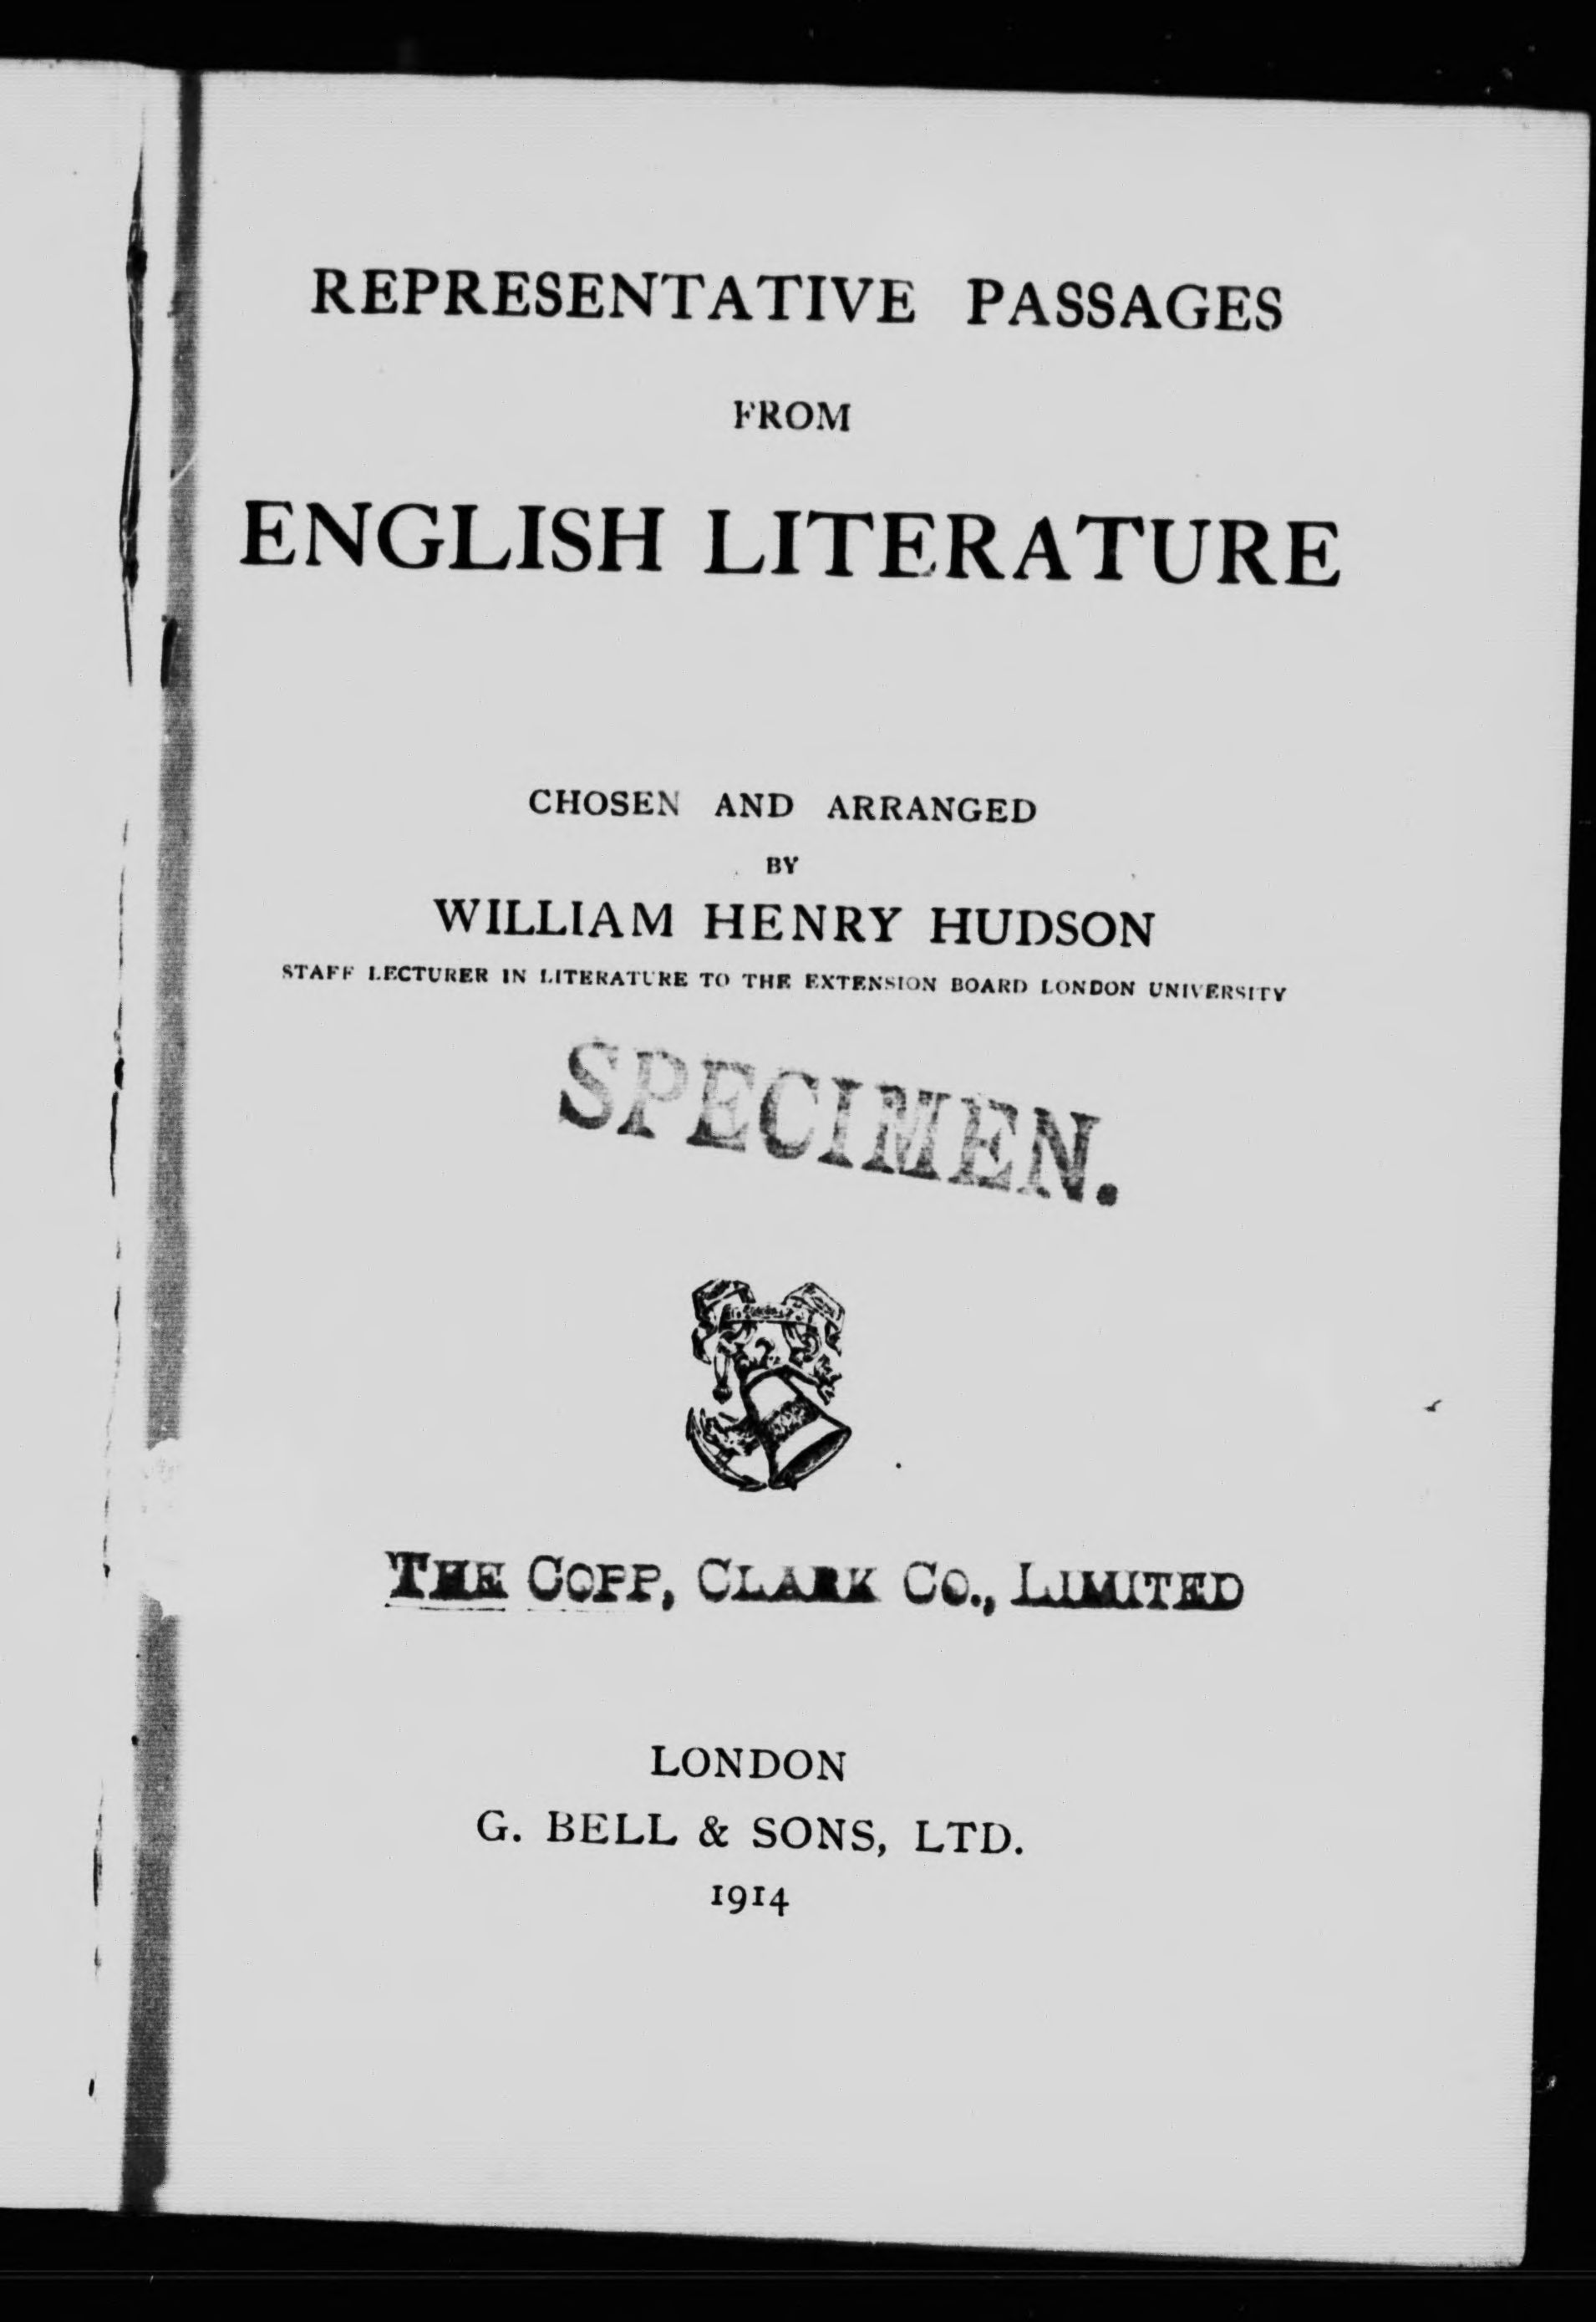 REPRESENTATIVE PASSAGES
FROM
ENGLISH LITERATURE
CHOSEN AND ARRANGED
BY
WILLIAM HENRY HUDSON
STAFF LECTURER IN LITERATURE TO THE EXTENSION BOARD LONDON UNIVERSITY
SPECIMEN.
THE COPP, CLARK CO., LIMITED
LONDON
G. BELL & SONS, LTD.
1914